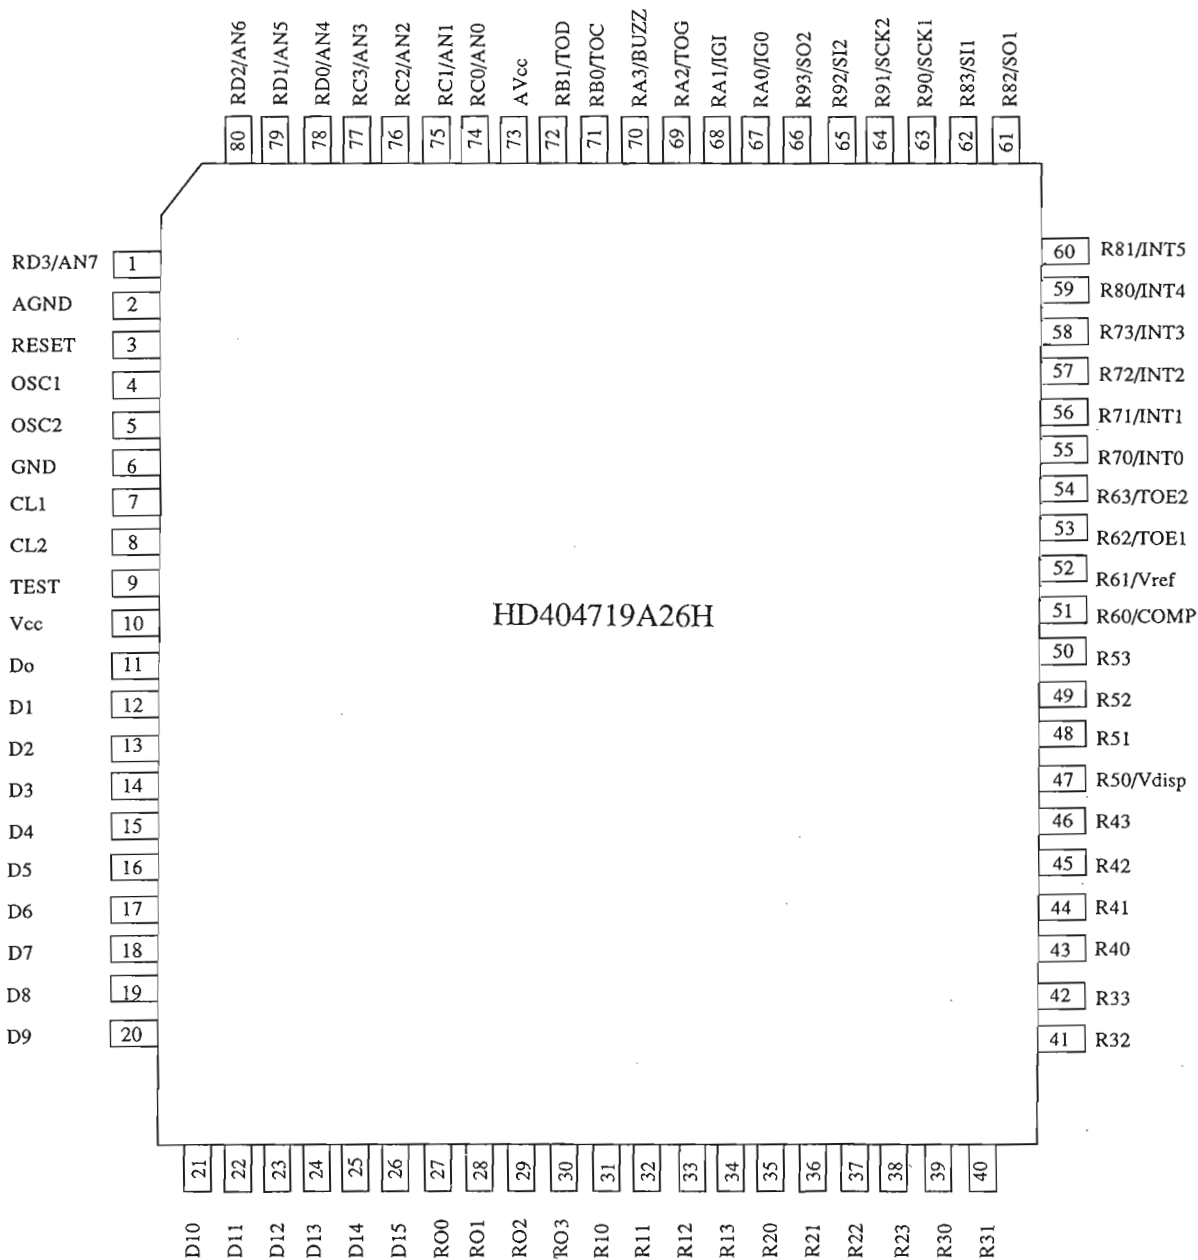 RD2/AN6
RD1/AN5
RD0/AN4
RC3/AN3
RC2/AN2
RC1/AN1
RC0/AN0
AVcc
RB1/TOD
RB0/TOC
RA3/BUZZ
RA2/TOG
RA1/IGI
RA0/IG0
R93/SO2
R92/SI2
R91/SCK2
R90/SCK1
R83/SI1
R82/SO1
80
79
78
77
76
75
74
73
72
71
70
69
68
67
66
65
64
63
62
61
RD3/AN7 1
AGND 2
RESET 3
OSC1 4
OSC2 5
GND 6
CL1 7
CL2 8
TEST 9
Vcc 10
Do 11
D1 12
D2 13
D3 14
D4 15
D5 16
D6 17
D7 18
D8 19
D9 20
HD404719A26H
60 R81/INT5
59 R80/INT4
58 R73/INT3
57 R72/INT2
56 R71/INT1
55 R70/INT0
54 R63/TOE2
53 R62/TOE1
52 R61/Vref
51 R60/COMP
50 R53
49 R52
48 R51
47 R50/Vdisp
46 R43
45 R42
44 R41
43 R40
42 R33
41 R32
21
22
23
24
25
26
27
28
29
30
31
32
33
34
35
36
37
38
39
40
D10
D11
D12
D13
D14
D15
RO0
RO1
RO2
RO3
R10
R11
R12
R13
R20
R21
R22
R23
R30
R31